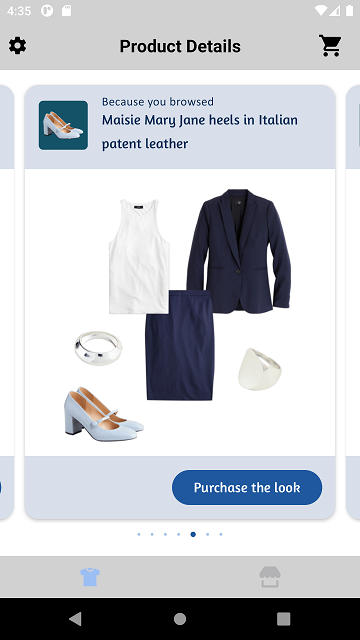 4:35
Product Details
Because you browsed
Maisie Mary Jane heels in Italian
patent leather
Purchase the look